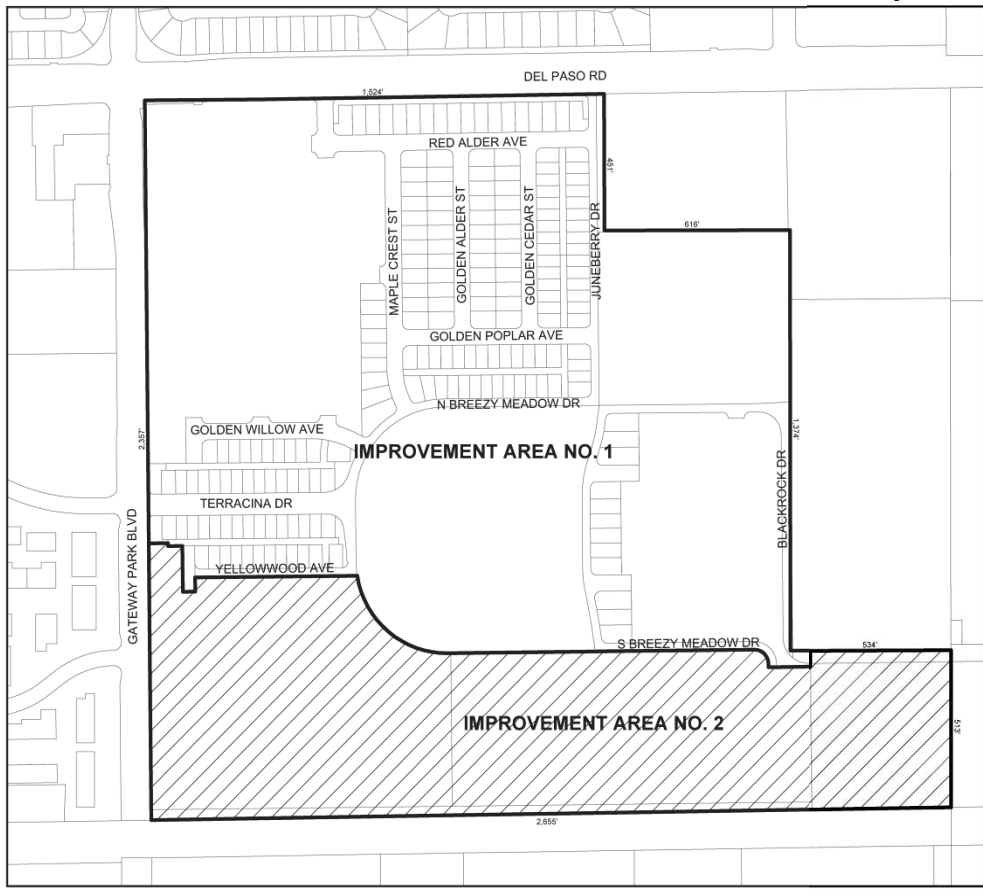 DEL PASO RD
1,524'
RED ALDER AVE
451'
MAPLE CREST ST
GOLDEN ALDER ST
GOLDEN CEDAR ST
JUNEBERRY DR
616'
GOLDEN POPLAR AVE
N BREEZY MEADOW DR
GOLDEN WILLOW AVE
2,357'
IMPROVEMENT AREA NO. 1
1,374'
BLACKROCK DR
TERRACINA DR
GATEWAY PARK BLVD
YELLOWWOOD AVE
S BREEZY MEADOW DR
534'
IMPROVEMENT AREA NO. 2
513'
2,655'